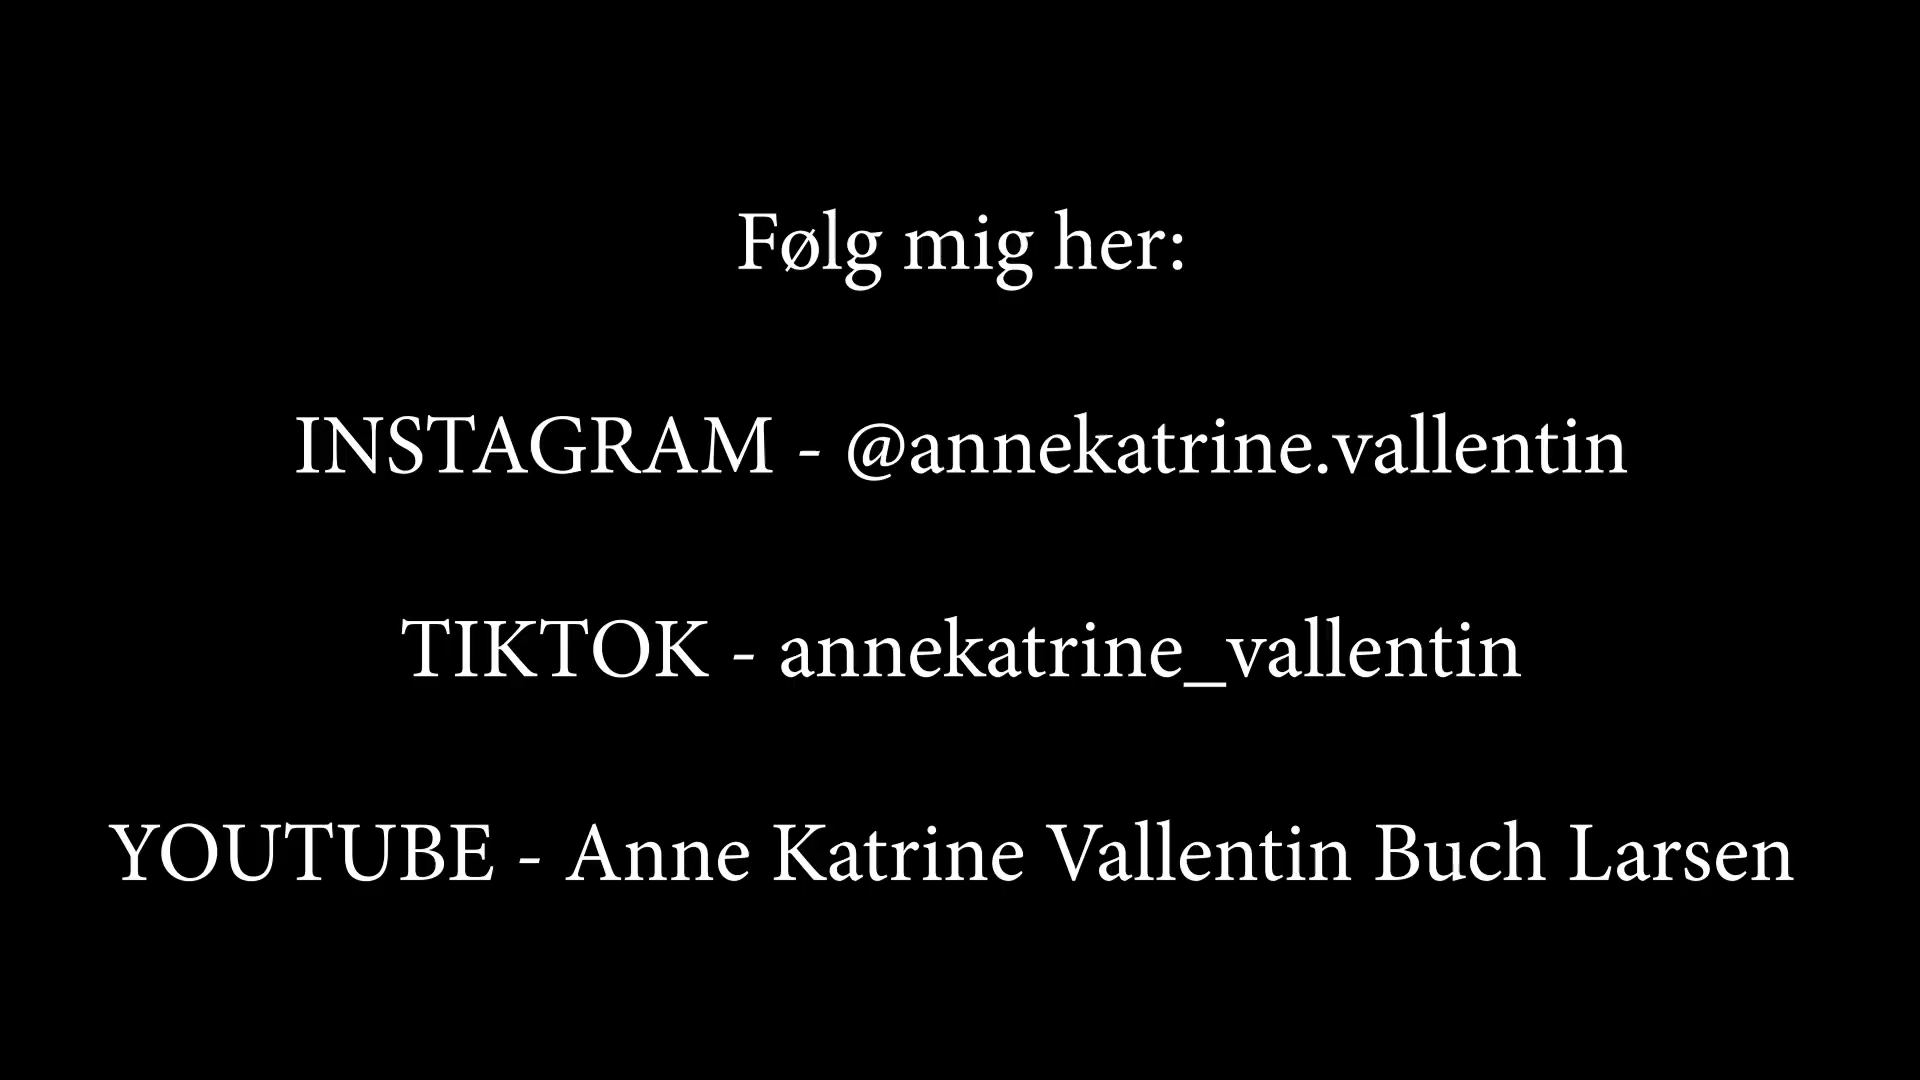 Følg mig her:
INSTAGRAM - @annekatrine.vallentin
TIKTOK - annekatrine_vallentin
YOUTUBE - Anne Katrine Vallentin Buch Larsen